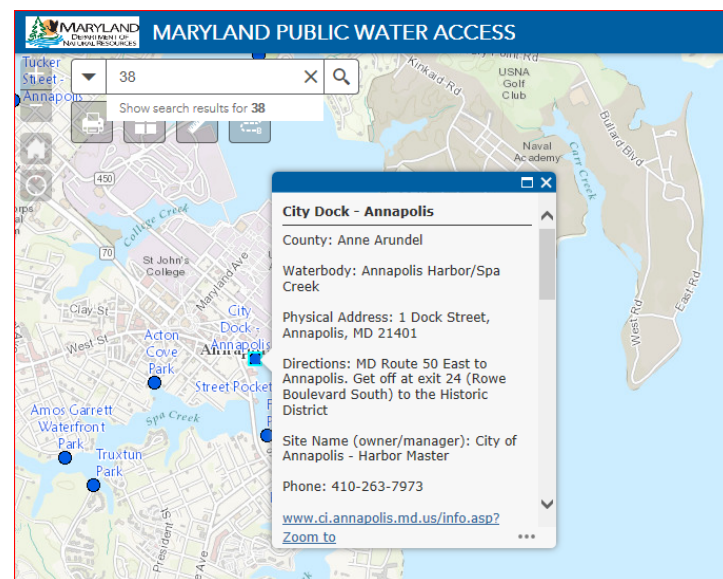 MARYLAND
DEPARTMENT OF
NATURAL RESOURCES
MARYLAND PUBLIC WATER ACCESS
Tucker
Street -
Annapolis
38
Show search results for 38
Kinkaid Rd
USNA
Golf
Club
Bullard Blvd
Naval
Academy
Carr Creek
450
College Creek
70
St John's
College
Maryland Ave
Clay St
West St
Acton
Cove
Park
City
Dock -
Annapolis
Street Pocket
Amos Garrett
Waterfront
Park
Spa Creek
Truxtun
Park
President St
West Rd
East Rd
City Dock - Annapolis
County: Anne Arundel
Waterbody: Annapolis Harbor/Spa
Creek
Physical Address: 1 Dock Street,
Annapolis, MD 21401
Directions: MD Route 50 East to
Annapolis. Get off at exit 24 (Rowe
Boulevard South) to the Historic
District
Site Name (owner/manager): City of
Annapolis - Harbor Master
Phone: 410-263-7973
www.ci.annapolis.md.us/info.asp?
Zoom to